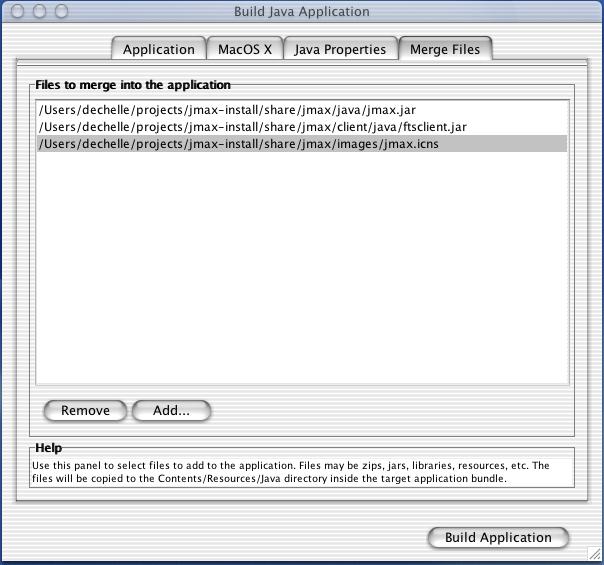 Build Java Application
Application MacOS X Java Properties Merge Files
Files to merge into the application
/Users/dechelle/projects/jmax-install/share/jmax/java/jmax.jar
/Users/dechelle/projects/jmax-install/share/jmax/client/java/ftsclient.jar
/Users/dechelle/projects/jmax-install/share/jmax/images/jmax.icns
Remove Add...
Help
Use this panel to select files to add to the application. Files may be zips, jars, libraries, resources, etc. The
files will be copied to the Contents/Resources/Java directory inside the target application bundle.
Build Application